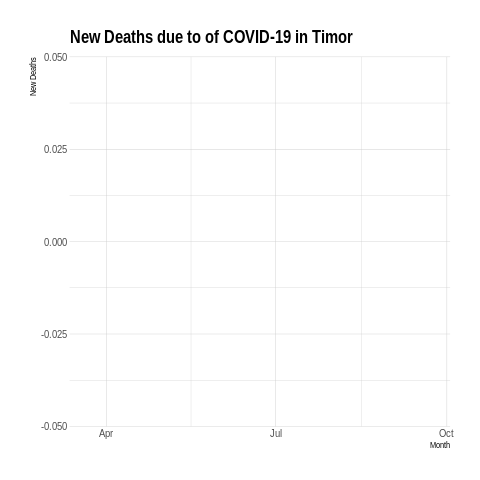 New Deaths due to of COVID-19 in Timor
New Deaths
0.050
0.025
0.000
-0.025
-0.050
Apr Jul Oct
Month